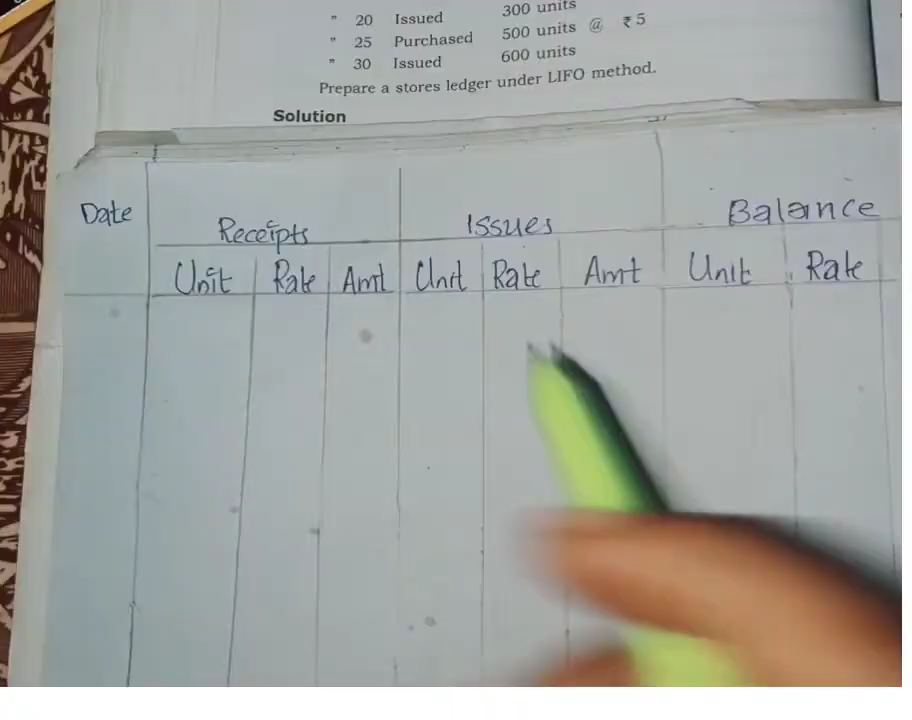 " 20 Issued 300 units
" 25 Purchased 500 units @ ₹ 5
" 30 Issued 600 units
Prepare a stores ledger under LIFO method.
Solution
Date Receipts Issues Balance
Unit Rate Amt Unit Rate Amt Unit Rate